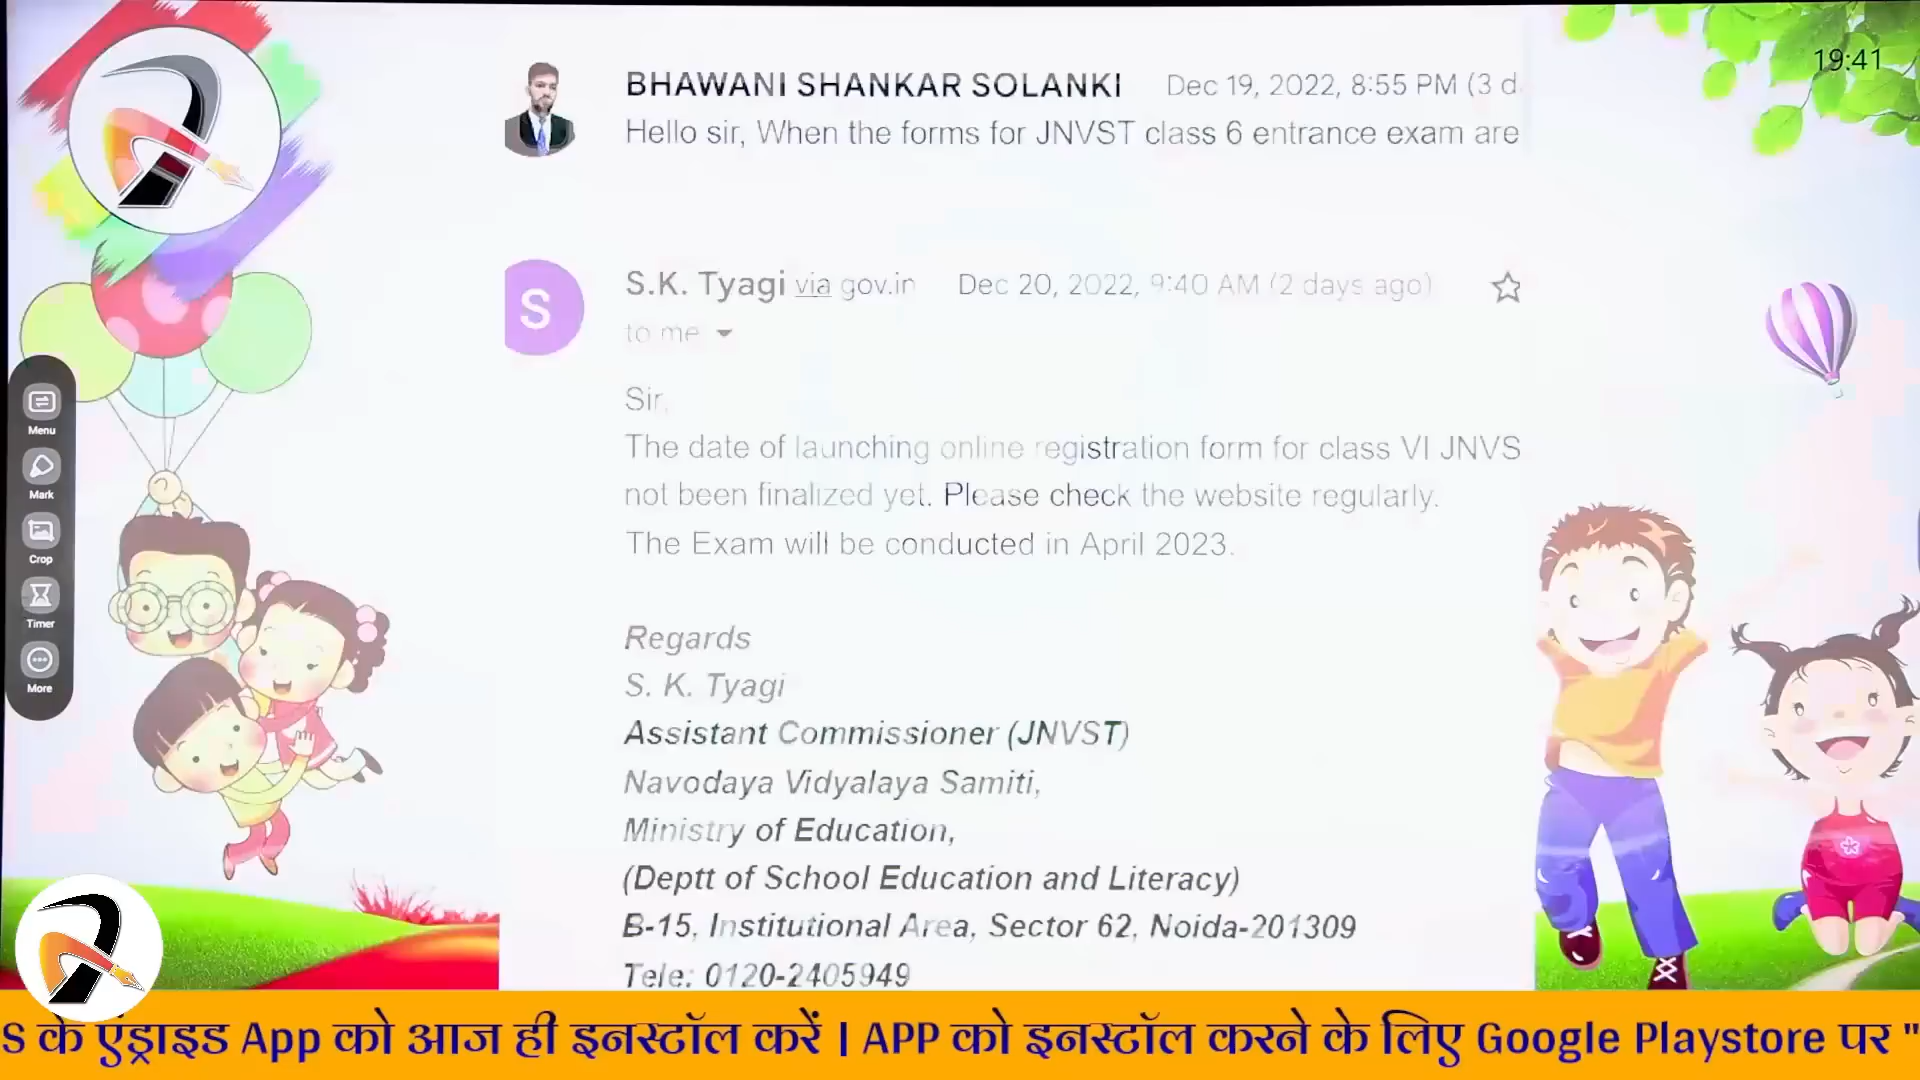 19:41
BHAWANI SHANKAR SOLANKI Dec 19, 2022, 8:55 PM (3 d
Hello sir, When the forms for JNVST class 6 entrance exam are
S
S.K. Tyagi via gov.in Dec 20, 2022, 9:40 AM (2 days ago)
to me
Sir,
The date of launching online registration form for class VI JNVS
not been finalized yet. Please check the website regularly.
The Exam will be conducted in April 2023.
Regards
S. K. Tyagi
Assistant Commissioner (JNVST)
Navodaya Vidyalaya Samiti,
Ministry of Education,
(Deptt of School Education and Literacy)
B-15, Institutional Area, Sector 62, Noida-201309
Tele: 0120-2405949
Menu
Mark
Crop
Timer
More
S के एंड्राइड App को आज ही इनस्टॉल करें | APP को इनस्टॉल करने के लिए Google Playstore पर "